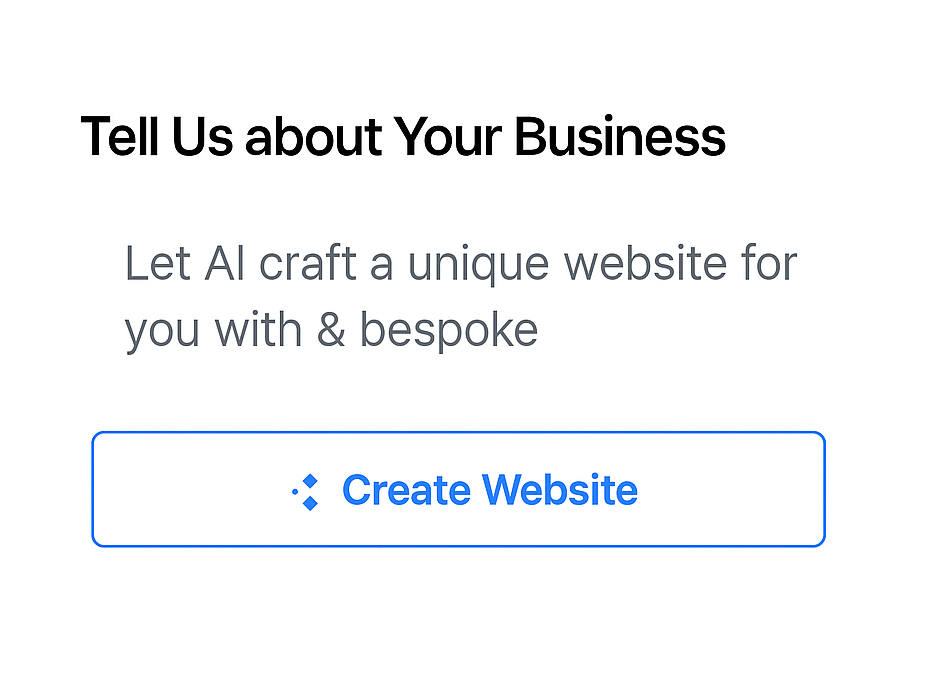 Tell Us about Your Business
Let AI craft a unique website for
you with & bespoke
Create Website